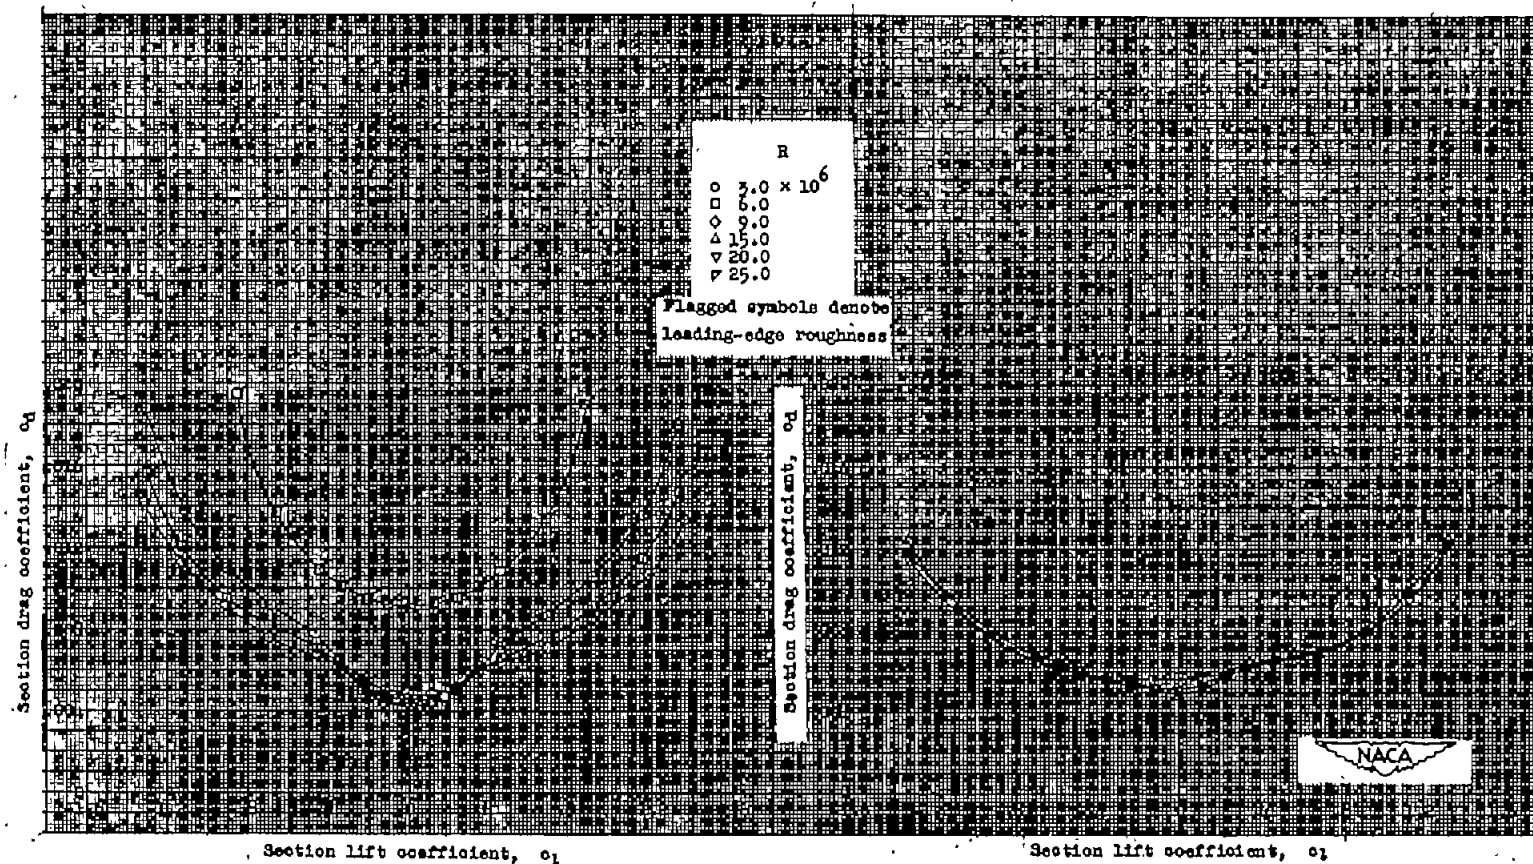 R
○ 3.0 × 10⁶
□ 6.0
◇ 9.0
△ 15.0
▽ 20.0
25.0
Flagged symbols denote
leading-edge roughness
Section drag coefficient, cd
Section drag coefficient, cd
NACA
Section lift coefficient, cl
Section lift coefficient, cl